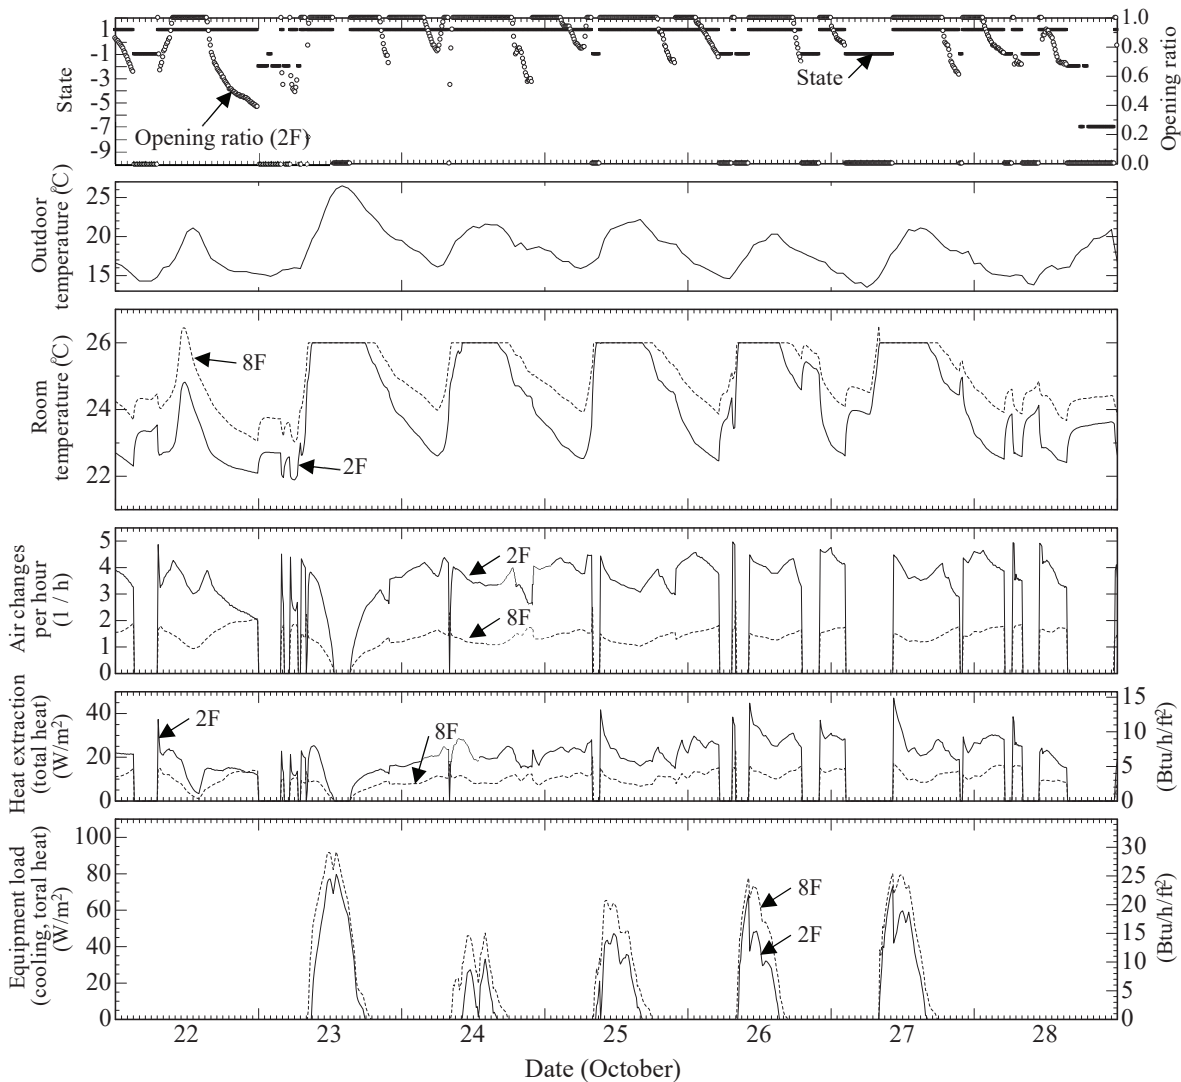 State
1
-1
-3
-5
-7
-9
Opening ratio (2F)
State
1.0
0.8
0.6
0.4
0.2
0.0
Opening ratio
Outdoor
temperature (°C)
25
20
15
Room
temperature (°C)
26
24
22
8F
2F
Air changes
per hour
(1 / h)
5
4
3
2
1
0
2F
8F
Heat extraction
(total heat)
(W/m²)
40
20
0
2F
8F
15
10
5
0
(Btu/h/ft²)
Equipment load
(cooling, toral heat)
(W/m²)
100
80
60
40
20
0
8F
2F
30
25
20
15
10
5
0
(Btu/h/ft²)
22 23 24 25 26 27 28
Date (October)